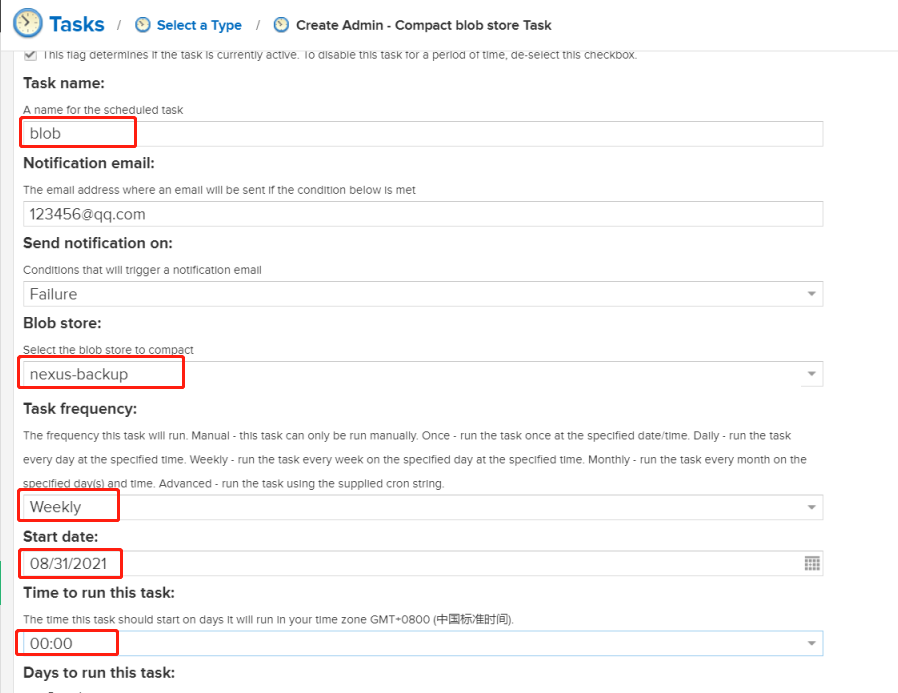 Tasks / Select a Type / Create Admin - Compact blob store Task
This flag determines if the task is currently active. To disable this task for a period of time, de-select this checkbox.
Task name:
A name for the scheduled task
blob
Notification email:
The email address where an email will be sent if the condition below is met
123456@qq.com
Send notification on:
Conditions that will trigger a notification email
Failure
Blob store:
Select the blob store to compact
nexus-backup
Task frequency:
The frequency this task will run. Manual - this task can only be run manually. Once - run the task once at the specified date/time. Daily - run the task
every day at the specified time. Weekly - run the task every week on the specified day at the specified time. Monthly - run the task every month on the
specified day(s) and time. Advanced - run the task using the supplied cron string.
Weekly
Start date:
08/31/2021
Time to run this task:
The time this task should start on days it will run in your time zone GMT+0800 (中国标准时间).
00:00
Days to run this task: